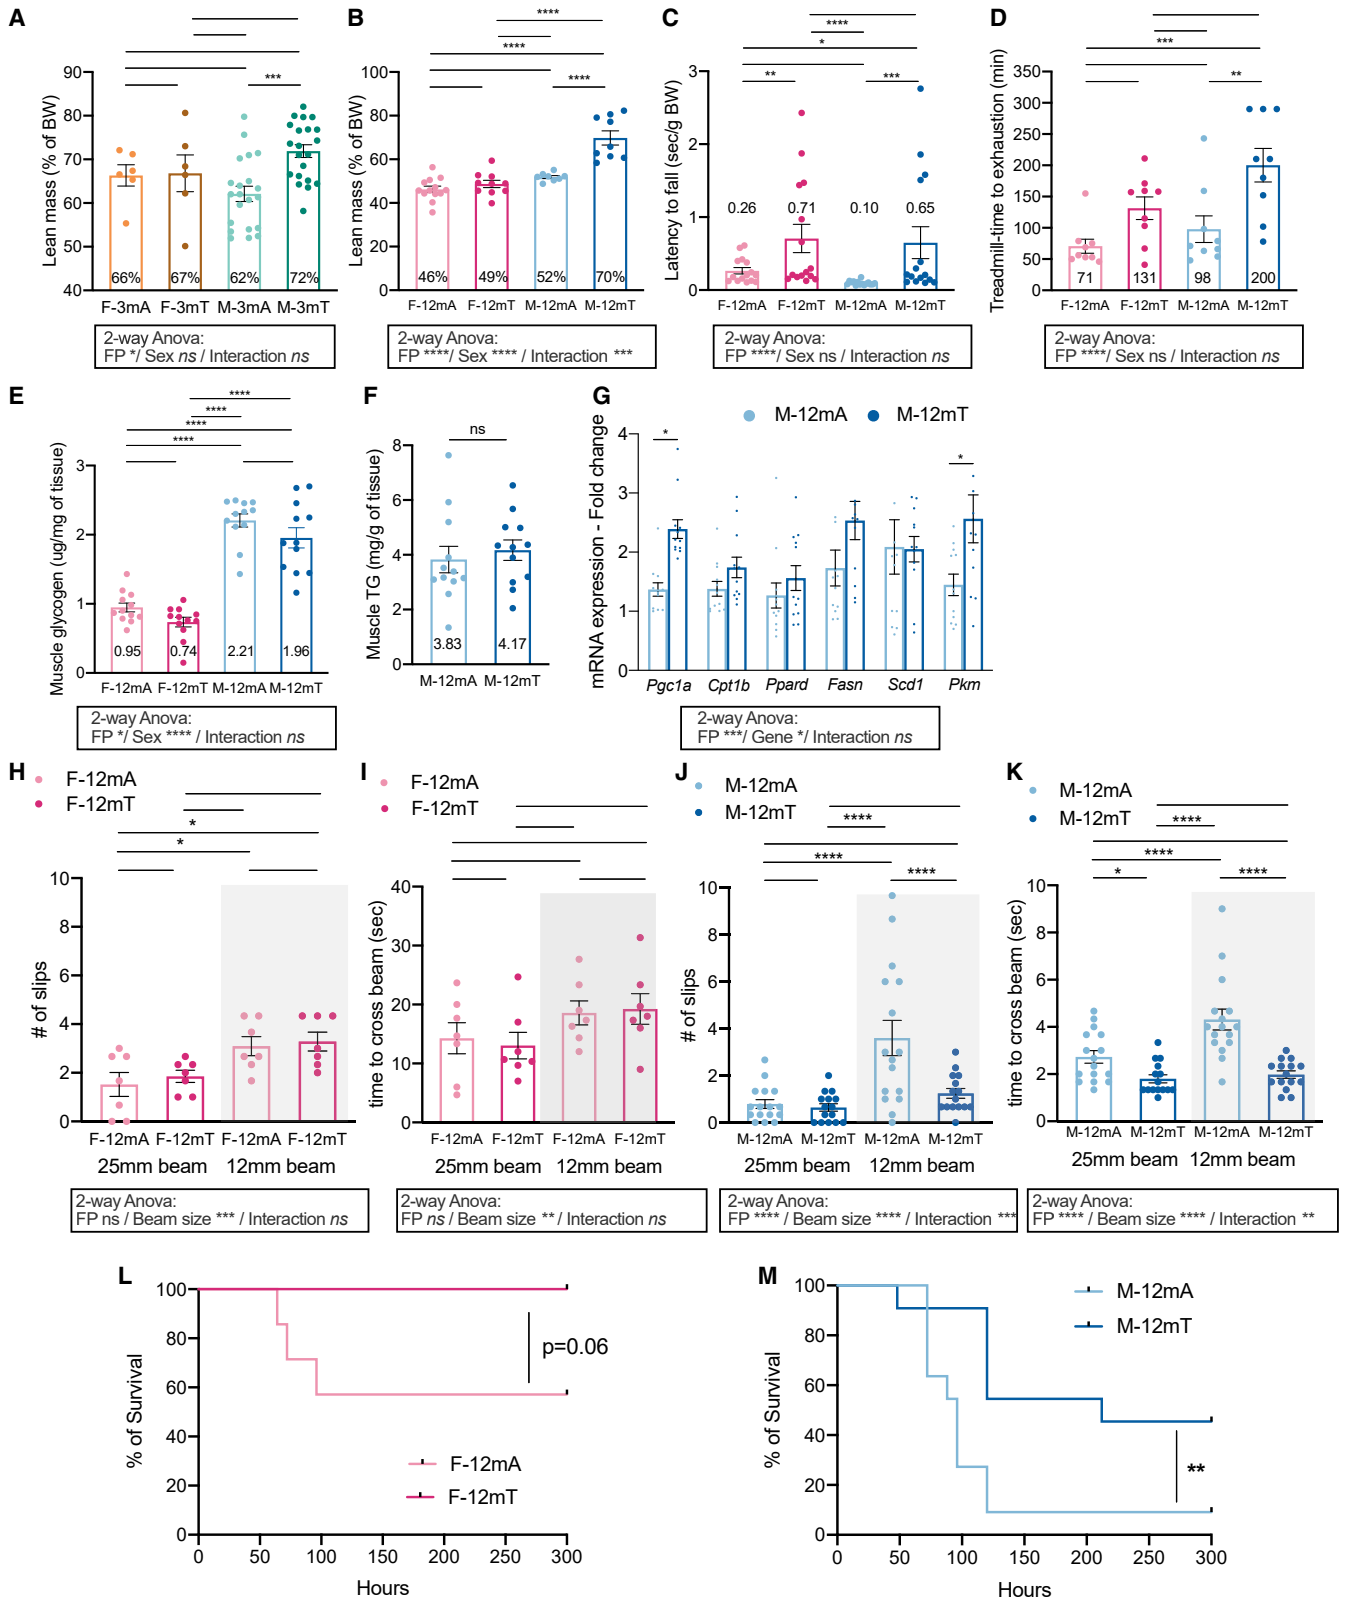 A
Lean mass (% of BW)
90
80
70
60
50
40
***
66% 67% 62% 72%
F-3mA F-3mT M-3mA M-3mT
2-way Anova:
FP */ Sex ns / Interaction ns
B
Lean mass (% of BW)
100
80
60
40
20
0
****
****
****
46% 49% 52% 70%
F-12mA F-12mT M-12mA M-12mT
2-way Anova:
FP ****/ Sex ****/ Interaction ***
C
Latency to fall (sec/g BW)
3
2
1
0
****
*
** ***
0.26 0.71 0.10 0.65
F-12mA F-12mT M-12mA M-12mT
2-way Anova:
FP ****/ Sex ns / Interaction ns
D
Treadmill-time to exhaustion (min)
350
300
250
200
150
100
50
0
***
**
71 131 98 200
F-12mA F-12mT M-12mA M-12mT
2-way Anova:
FP ****/ Sex ns / Interaction ns
E
Muscle glycogen (ug/mg of tissue)
3
2
1
0
****
****
****
****
0.95 0.74 2.21 1.96
F-12mA F-12mT M-12mA M-12mT
2-way Anova:
FP */ Sex ****/ Interaction ns
F
Muscle TG (mg/g of tissue)
8
6
4
2
0
ns
3.83 4.17
M-12mA M-12mT
G
M-12mA M-12mT
mRNA expression - Fold change
4
3
2
1
0
* *
Pgc1a Cpt1b Ppard Fasn Scd1 Pkm
2-way Anova:
FP ***/ Gene */ Interaction ns
H
F-12mA
F-12mT
# of slips
10
8
6
4
2
0
*
*
F-12mA F-12mT F-12mA F-12mT
25mm beam 12mm beam
2-way Anova:
FP ns / Beam size *** / Interaction ns
I
F-12mA
F-12mT
time to cross beam (sec)
40
30
20
10
0
F-12mA F-12mT F-12mA F-12mT
25mm beam 12mm beam
2-way Anova:
FP ns / Beam size ** / Interaction ns
J
M-12mA
M-12mT
# of slips
10
8
6
4
2
0
****
****
****
M-12mA M-12mT M-12mA M-12mT
25mm beam 12mm beam
2-way Anova:
FP **** / Beam size **** / Interaction ***
K
M-12mA
M-12mT
time to cross beam (sec)
10
8
6
4
2
0
****
****
* ****
M-12mA M-12mT M-12mA M-12mT
25mm beam 12mm beam
2-way Anova:
FP **** / Beam size **** / Interaction **
L
% of Survival
100
80
60
40
20
0
p=0.06
F-12mA
F-12mT
0 50 100 150 200 250 300
Hours
M
% of Survival
100
80
60
40
20
0
M-12mA
M-12mT
**
0 50 100 150 200 250 300
Hours